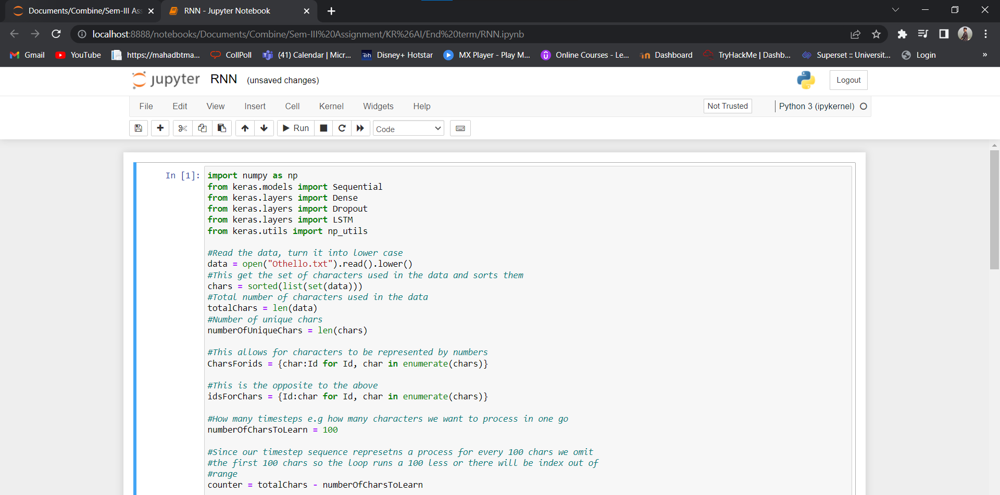 Documents/Combine/Sem-III Ass
RNN - Jupyter Notebook
localhost:8888/notebooks/Documents/Combine/Sem-III%20Assignment/KR%26AI/End%20term/RNN.ipynb
Gmail
YouTube
https://mahadbtma...
CollPoll
(41) Calendar | Micr...
Disney+ Hotstar
MX Player - Play M...
Online Courses - Le...
Dashboard
TryHackMe | Dashb...
Superset :: Universit...
Login
»
jupyter RNN (unsaved changes)
Logout
File Edit View Insert Cell Kernel Widgets Help
Not Trusted
Python 3 (ipykernel)
Run
Code
In [1]:
import numpy as np
from keras.models import Sequential
from keras.layers import Dense
from keras.layers import Dropout
from keras.layers import LSTM
from keras.utils import np_utils
#Read the data, turn it into lower case
data = open("Othello.txt").read().lower()
#This get the set of characters used in the data and sorts them
chars = sorted(list(set(data)))
#Total number of characters used in the data
totalChars = len(data)
#Number of unique chars
numberOfUniqueChars = len(chars)
#This allows for characters to be represented by numbers
CharsForids = {char:Id for Id, char in enumerate(chars)}
#This is the opposite to the above
idsForChars = {Id:char for Id, char in enumerate(chars)}
#How many timesteps e.g how many characters we want to process in one go
numberOfCharsToLearn = 100
#Since our timestep sequence represetns a process for every 100 chars we omit
#the first 100 chars so the loop runs a 100 less or there will be index out of
#range
counter = totalChars - numberOfCharsToLearn